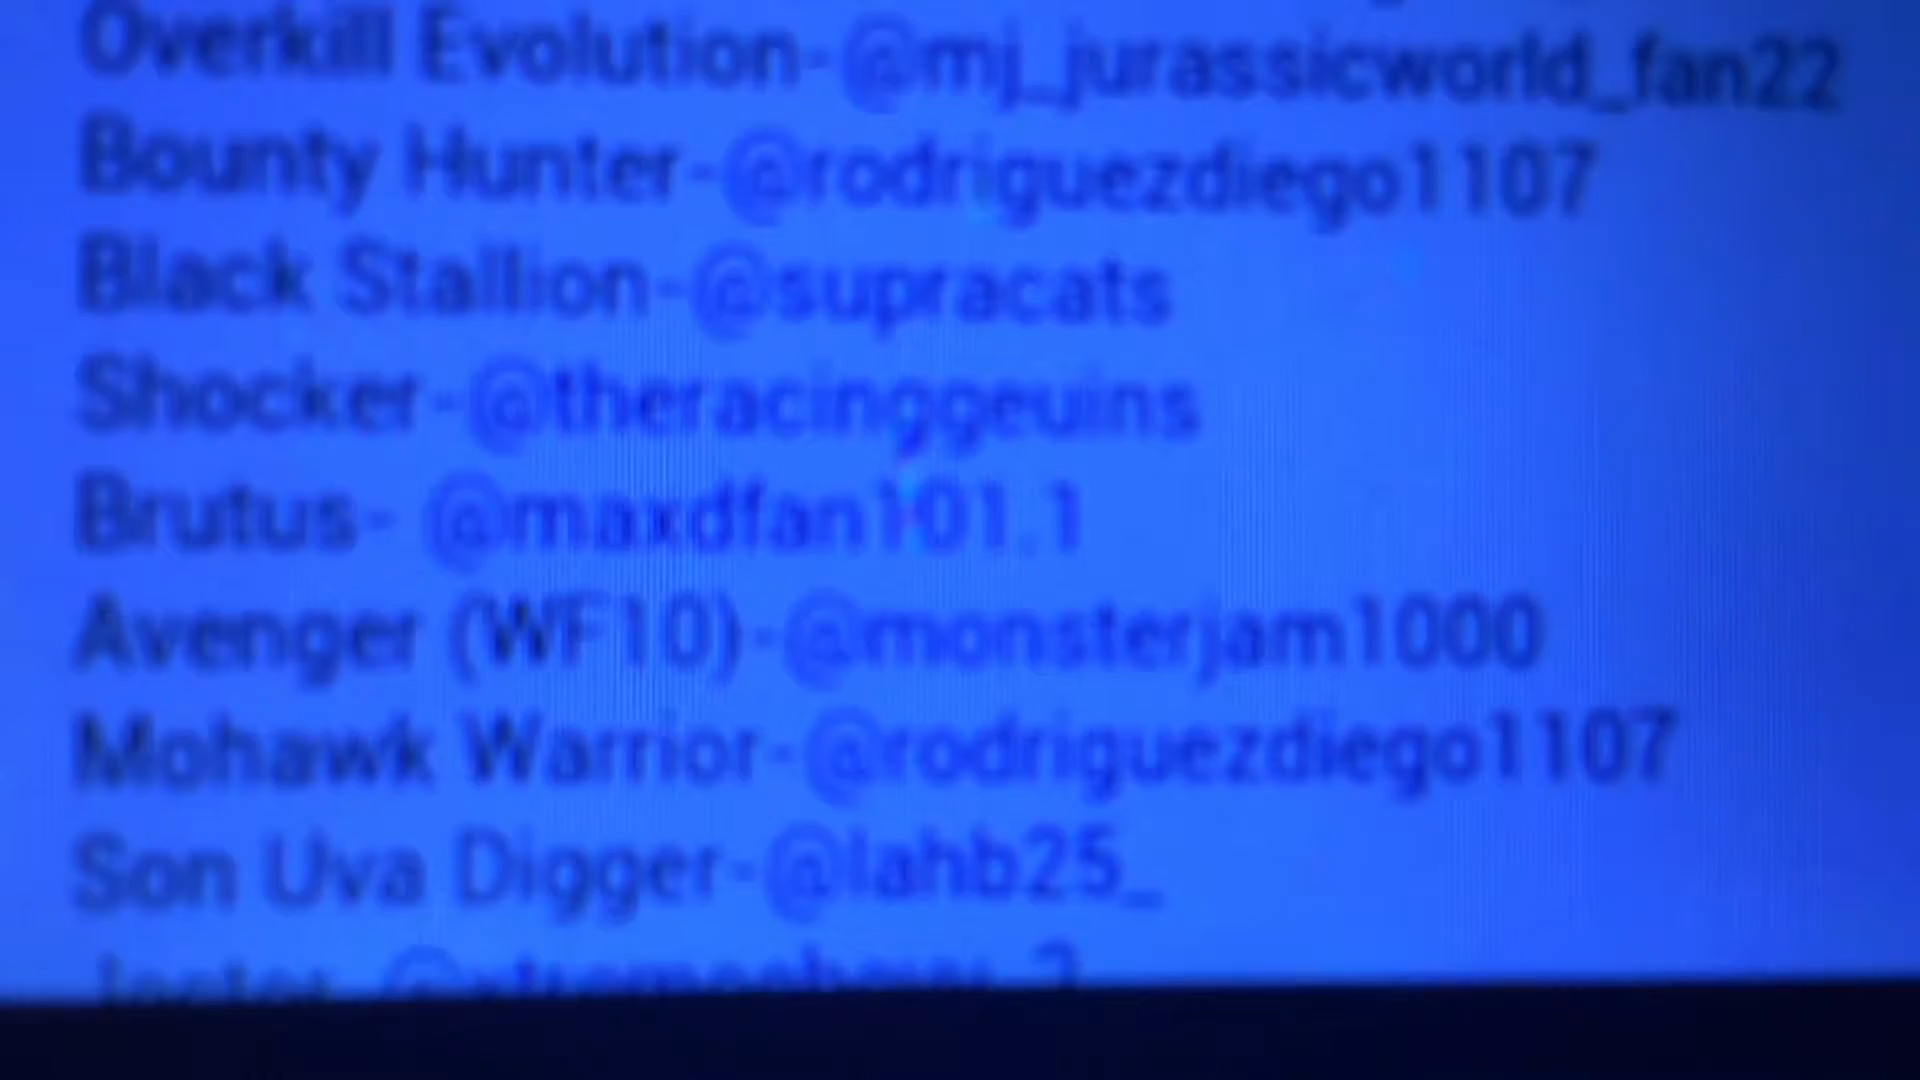 Overkill Evolution-@mj_jurassicworld_fan22
Bounty Hunter-@rodriguezdiego1107
Black Stallion-@supracats
Shocker-@theracinggeuins
Brutus- @maxdfan101.1
Avenger (WF10)-@monsterjam1000
Mohawk Warrior-@rodriguezdiego1107
Son Uva Digger-@lahb25_